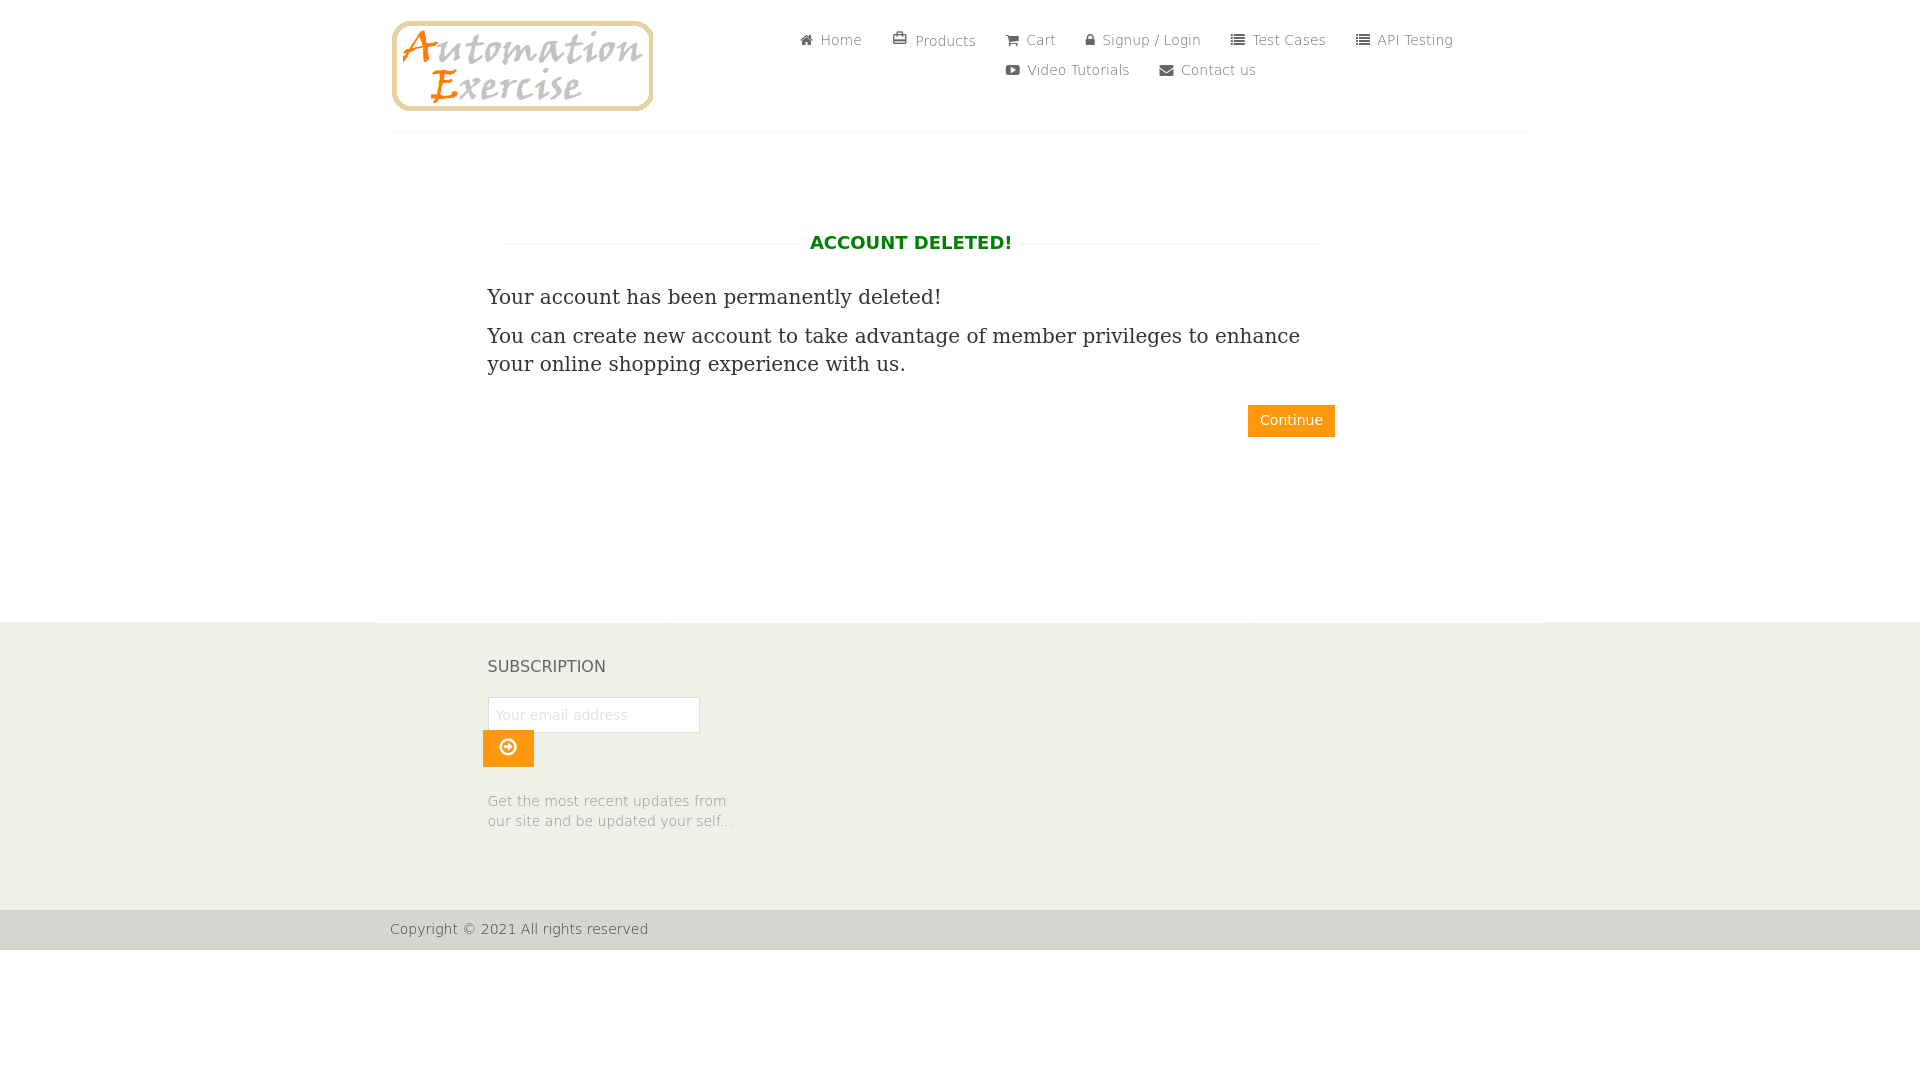 Automation
Exercise
Home
Products
Cart
Signup / Login
Test Cases
API Testing
Video Tutorials
Contact us
ACCOUNT DELETED!
Your account has been permanently deleted!
You can create new account to take advantage of member privileges to enhance
your online shopping experience with us.
Continue
SUBSCRIPTION
Your email address
Get the most recent updates from
our site and be updated your self...
Copyright © 2021 All rights reserved